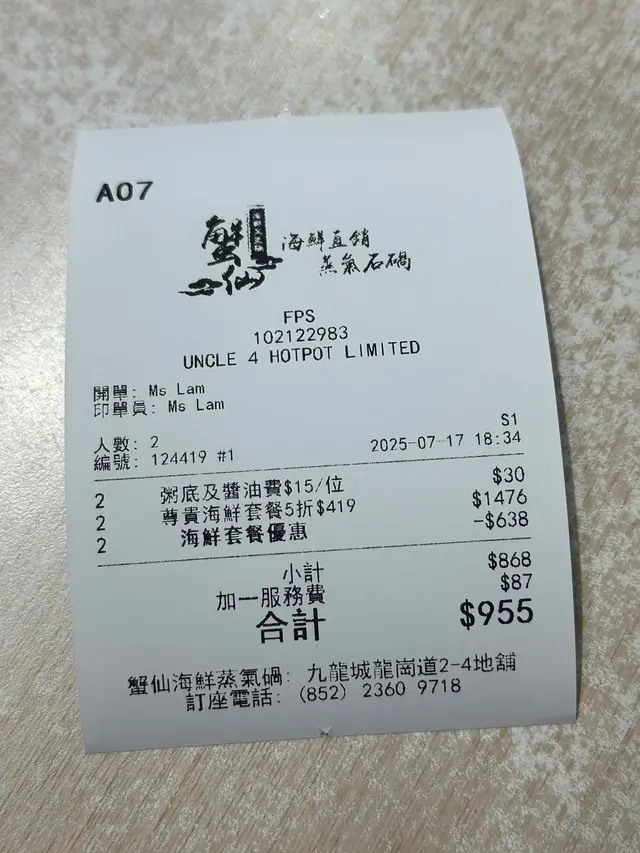 A07
蟹仙 海鮮直銷
蒸氣石鍋
FPS
102122983
UNCLE 4 HOTPOT LIMITED
開單: Ms Lam
印單員: Ms Lam
S1
人數: 2
編號: 124419 #1 2025-07-17 18:34
2 粥底及醬油費$15/位 $30
2 尊貴海鮮套餐5折$419 $1476
2 海鮮套餐優惠 -$638
小計 $868
加一服務費 $87
合計 $955
蟹仙海鮮蒸氣鍋: 九龍城龍崗道2-4地舖
訂座電話: (852) 2360 9718